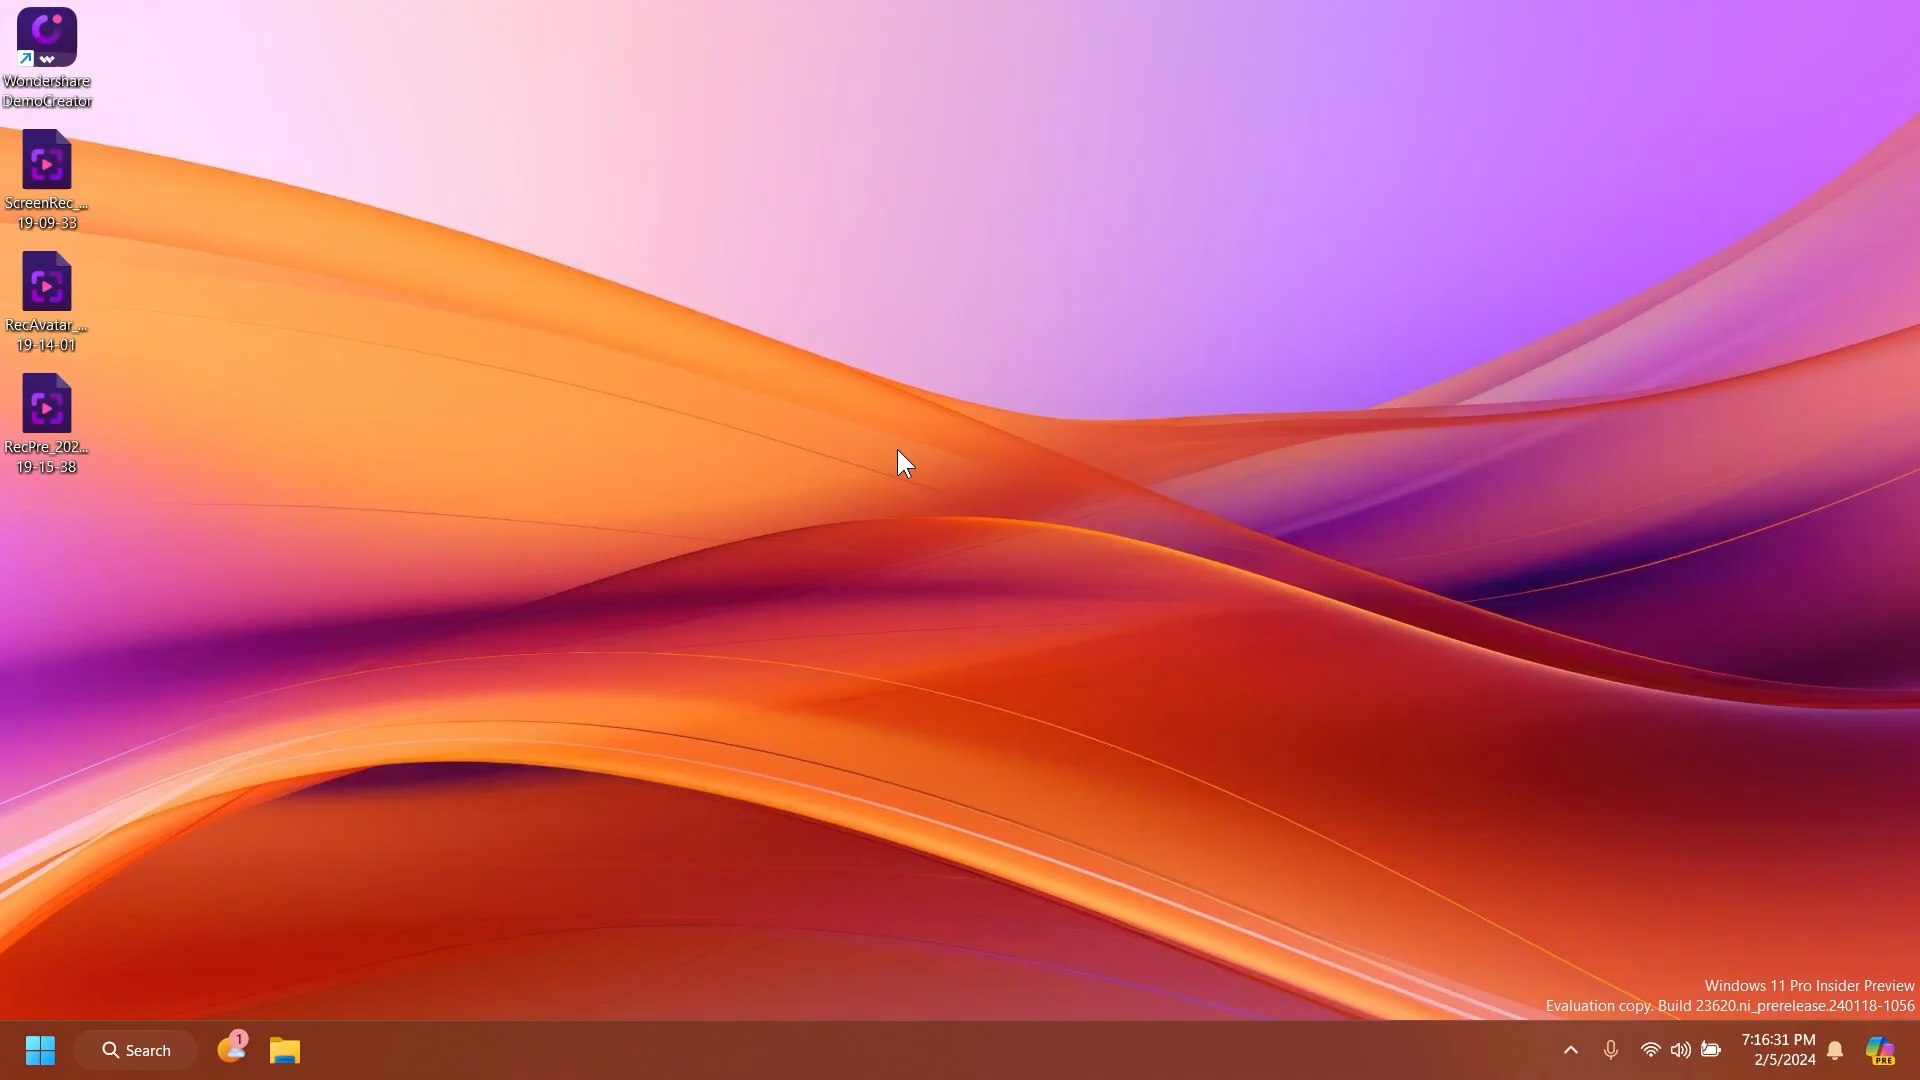 Wondershare
DemoCreator
ScreenRec_...
19-09-33
RecAvatar_...
19-14-01
RecPre_202...
19-15-38
Windows 11 Pro Insider Preview
Evaluation copy. Build 23620.ni_prerelease.240118-1056
Search
1
7:16:31 PM
2/5/2024
PRE